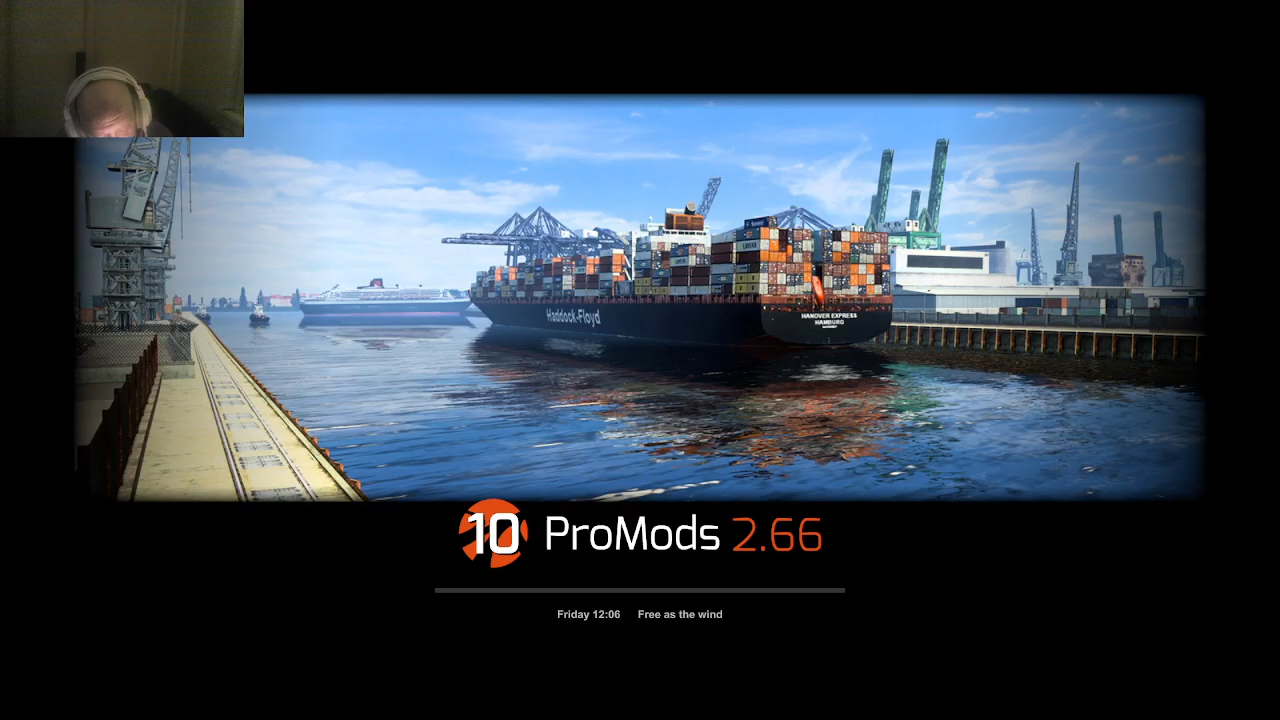 Haddock-Floyd
HANOVER EXPRESS
HAMBURG
10 ProMods 2.66
Friday 12:06 Free as the wind